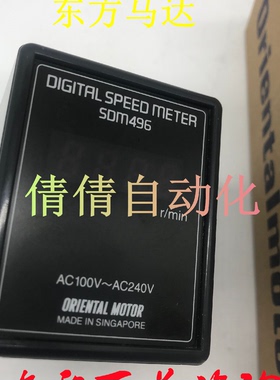 东方马达
DIGITAL SPEED METER
SDM496
倩倩自动化
r/min
AC100V～AC240V
ORIENTAL MOTOR
MADE IN SINGAPORE